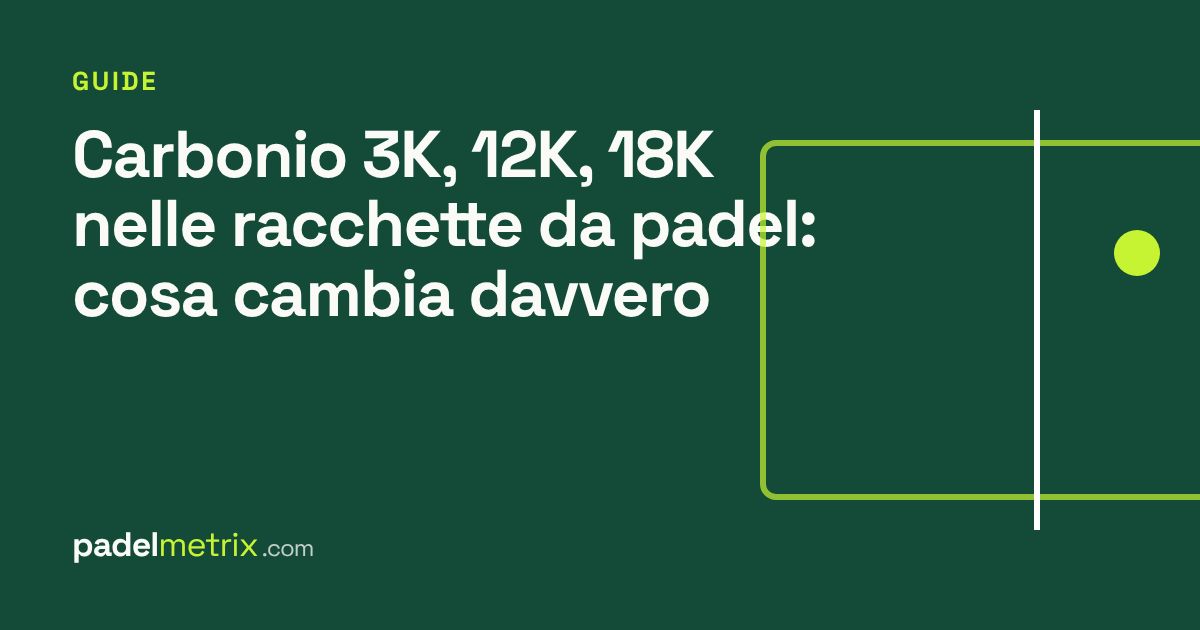 GUIDE
Carbonio 3K, 12K, 18K
nelle racchette da padel:
cosa cambia davvero
padelmetrix.com